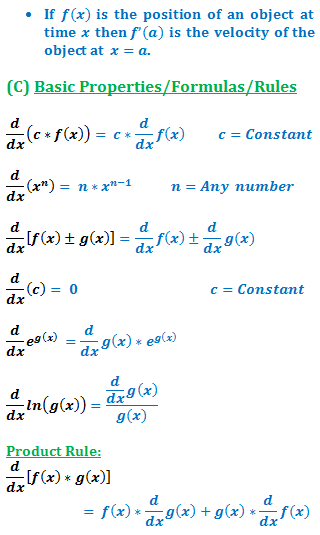 • If f(x) is the position of an object at
time x then f'(a) is the velocity of the
object at x = a.
(C) Basic Properties/Formulas/Rules
d/dx (c * f(x)) = c * d/dx f(x) c = Constant
d/dx (xⁿ) = n * xⁿ⁻¹ n = Any number
d/dx [f(x) ± g(x)] = d/dx f(x) ± d/dx g(x)
d/dx (c) = 0 c = Constant
d/dx e^g(x) = d/dx g(x) * e^g(x)
d/dx ln(g(x)) = (d/dx g(x))/g(x)
Product Rule:
d/dx [f(x) * g(x)]
= f(x) * d/dx g(x) + g(x) * d/dx f(x)